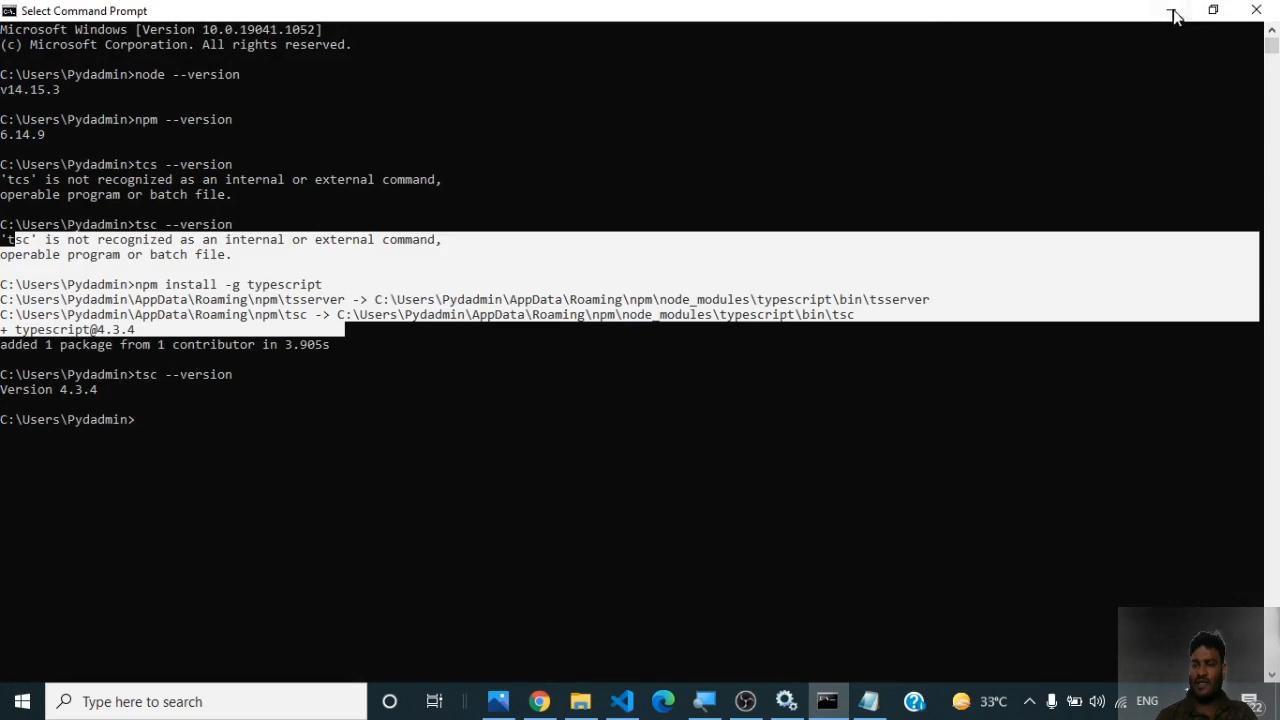 Select Command Prompt
Microsoft Windows [Version 10.0.19041.1052]
(c) Microsoft Corporation. All rights reserved.
C:\Users\Pydadmin>node --version
v14.15.3
C:\Users\Pydadmin>npm --version
6.14.9
C:\Users\Pydadmin>tcs --version
'tcs' is not recognized as an internal or external command,
operable program or batch file.
C:\Users\Pydadmin>tsc --version
'tsc' is not recognized as an internal or external command,
operable program or batch file.
C:\Users\Pydadmin>npm install -g typescript
C:\Users\Pydadmin\AppData\Roaming\npm\tsserver -> C:\Users\Pydadmin\AppData\Roaming\npm\node_modules\typescript\bin\tsserver
C:\Users\Pydadmin\AppData\Roaming\npm\tsc -> C:\Users\Pydadmin\AppData\Roaming\npm\node_modules\typescript\bin\tsc
+ typescript@4.3.4
added 1 package from 1 contributor in 3.905s
C:\Users\Pydadmin>tsc --version
Version 4.3.4
C:\Users\Pydadmin>
Type here to search
33°C
ENG
22